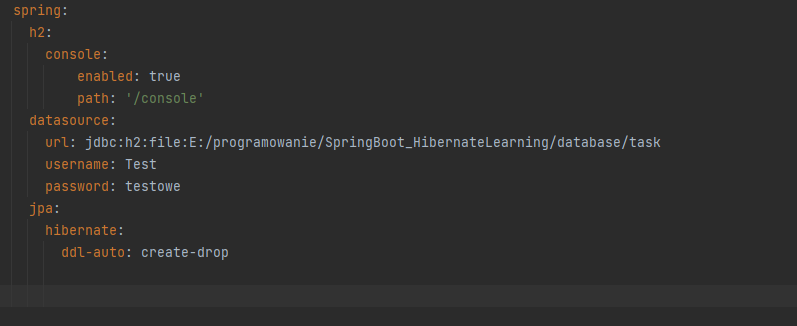 spring:
  h2:
    console:
        enabled: true
        path: '/console'
  datasource:
    url: jdbc:h2:file:E:/programowanie/SpringBoot_HibernateLearning/database/task
    username: Test
    password: testowe
  jpa:
    hibernate:
      ddl-auto: create-drop